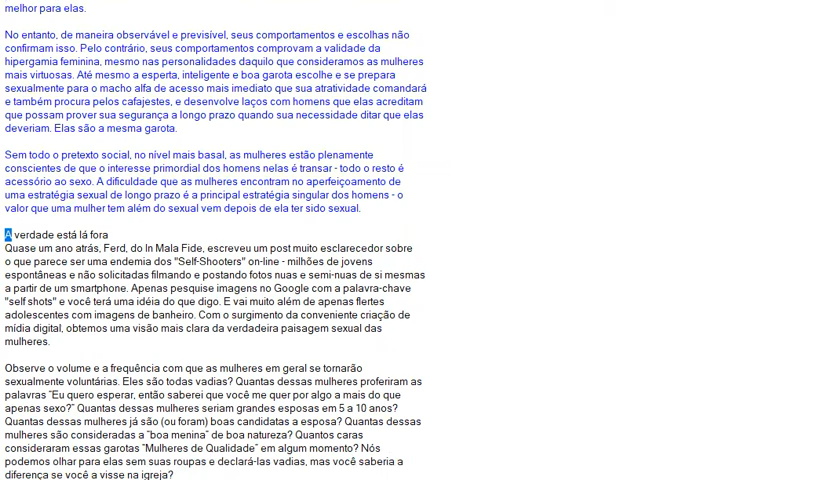 melhor para elas.
No entanto, de maneira observável e previsível, seus comportamentos e escolhas não
confirmam isso. Pelo contrário, seus comportamentos comprovam a validade da
hipergamia feminina, mesmo nas personalidades daquilo que consideramos as mulheres
mais virtuosas. Até mesmo a esperta, inteligente e boa garota escolhe e se prepara
sexualmente para o macho alfa de acesso mais imediato que sua atratividade comandará
e também procura pelos cafajestes, e desenvolve laços com homens que elas acreditam
que possam prover sua segurança a longo prazo quando sua necessidade ditar que elas
deveriam. Elas são a mesma garota.
Sem todo o pretexto social, no nível mais basal, as mulheres estão plenamente
conscientes de que o interesse primordial dos homens nelas é transar - todo o resto é
acessório ao sexo. A dificuldade que as mulheres encontram no aperfeiçoamento de
uma estratégia sexual de longo prazo é a principal estratégia singular dos homens - o
valor que uma mulher tem além do sexual vem depois de ela ter sido sexual.
A verdade está lá fora
Quase um ano atrás, Ferd, do In Mala Fide, escreveu um post muito esclarecedor sobre
o que parece ser uma endemia dos "Self-Shooters" on-line - milhões de jovens
espontâneas e não solicitadas filmando e postando fotos nuas e semi-nuas de si mesmas
a partir de um smartphone. Apenas pesquise imagens no Google com a palavra-chave
"self shots" e você terá uma idéia do que digo. E vai muito além de apenas flertes
adolescentes com imagens de banheiro. Com o surgimento da conveniente criação de
mídia digital, obtemos uma visão mais clara da verdadeira paisagem sexual das
mulheres.
Observe o volume e a frequência com que as mulheres em geral se tornarão
sexualmente voluntárias. Eles são todas vadias? Quantas dessas mulheres proferiram as
palavras "Eu quero esperar, então saberei que você me quer por algo a mais do que
apenas sexo?" Quantas dessas mulheres seriam grandes esposas em 5 a 10 anos?
Quantas dessas mulheres já são (ou foram) boas candidatas a esposa? Quantas dessas
mulheres são consideradas a "boa menina" de boa natureza? Quantos caras
consideraram essas garotas "Mulheres de Qualidade" em algum momento? Nós
podemos olhar para elas sem suas roupas e declará-las vadias, mas você saberia a
diferença se você a visse na igreja?